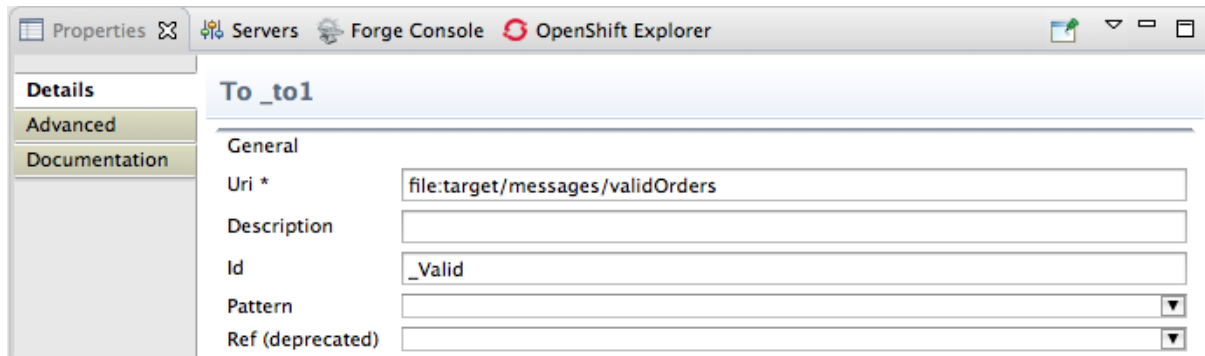 Properties Servers Forge Console OpenShift Explorer
Details
Advanced
Documentation
To _to1
General
Uri * file:target/messages/validOrders
Description
Id _Valid
Pattern
Ref (deprecated)